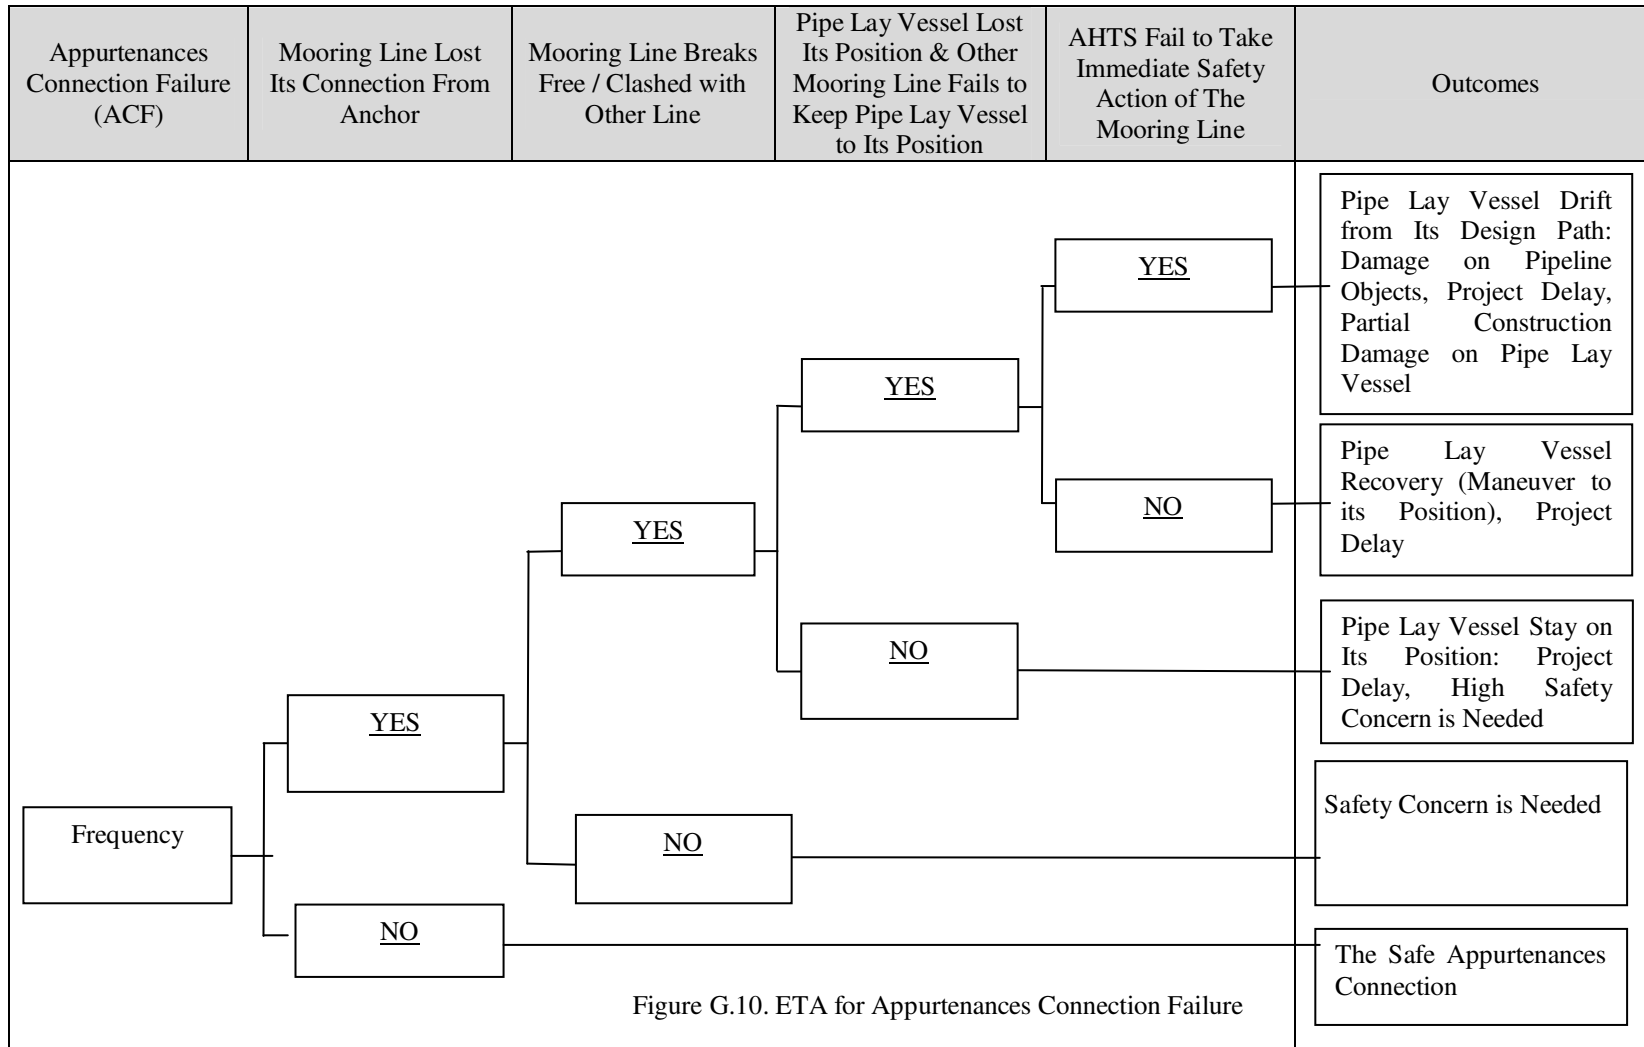 Appurtenances
Connection Failure
(ACF)
Mooring Line Lost
Its Connection From
Anchor
Mooring Line Breaks
Free / Clashed with
Other Line
Pipe Lay Vessel Lost
Its Position & Other
Mooring Line Fails to
Keep Pipe Lay Vessel
to Its Position
AHTS Fail to Take
Immediate Safety
Action of The
Mooring Line
Outcomes
Pipe Lay Vessel Drift
from Its Design Path:
Damage on Pipeline
Objects, Project Delay,
Partial Construction
Damage on Pipe Lay
Vessel
YES
YES
Pipe Lay Vessel
Recovery (Maneuver to
its Position), Project
Delay
NO
YES
Pipe Lay Vessel Stay on
Its Position: Project
Delay, High Safety
Concern is Needed
NO
YES
Safety Concern is Needed
Frequency
NO
NO
The Safe Appurtenances
Connection
Figure G.10. ETA for Appurtenances Connection Failure